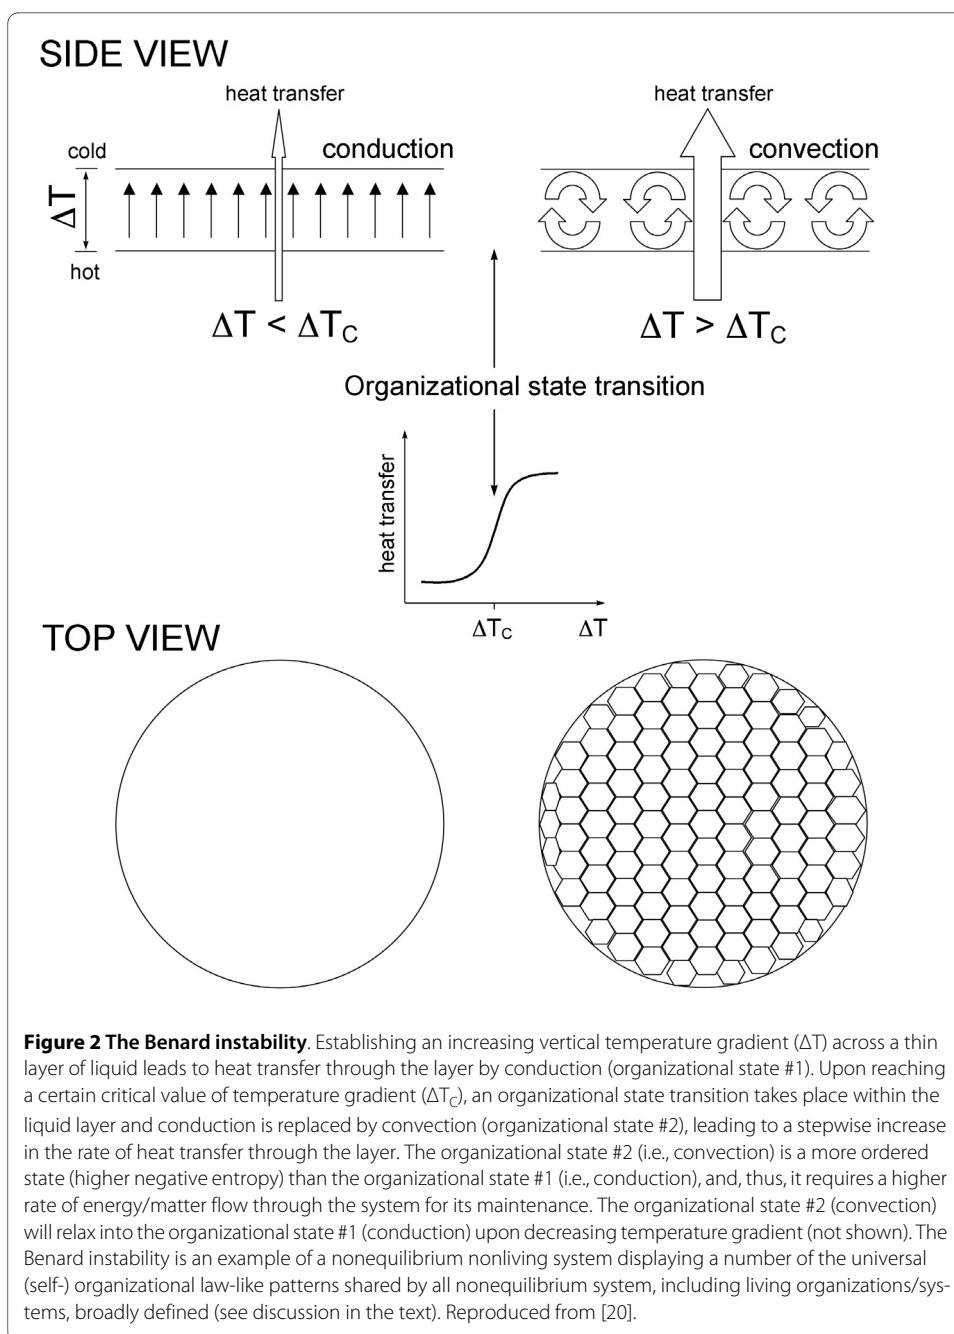 SIDE VIEW
heat transfer
heat transfer
cold
conduction
convection
ΔT
hot
ΔT < ΔTC
ΔT > ΔTC
Organizational state transition
heat transfer
ΔTC
ΔT
TOP VIEW
Figure 2 The Benard instability. Establishing an increasing vertical temperature gradient (ΔT) across a thin
layer of liquid leads to heat transfer through the layer by conduction (organizational state #1). Upon reaching
a certain critical value of temperature gradient (ΔTC), an organizational state transition takes place within the
liquid layer and conduction is replaced by convection (organizational state #2), leading to a stepwise increase
in the rate of heat transfer through the layer. The organizational state #2 (i.e., convection) is a more ordered
state (higher negative entropy) than the organizational state #1 (i.e., conduction), and, thus, it requires a higher
rate of energy/matter flow through the system for its maintenance. The organizational state #2 (convection)
will relax into the organizational state #1 (conduction) upon decreasing temperature gradient (not shown). The
Benard instability is an example of a nonequilibrium nonliving system displaying a number of the universal
(self-) organizational law-like patterns shared by all nonequilibrium system, including living organizations/sys-
tems, broadly defined (see discussion in the text). Reproduced from [20].